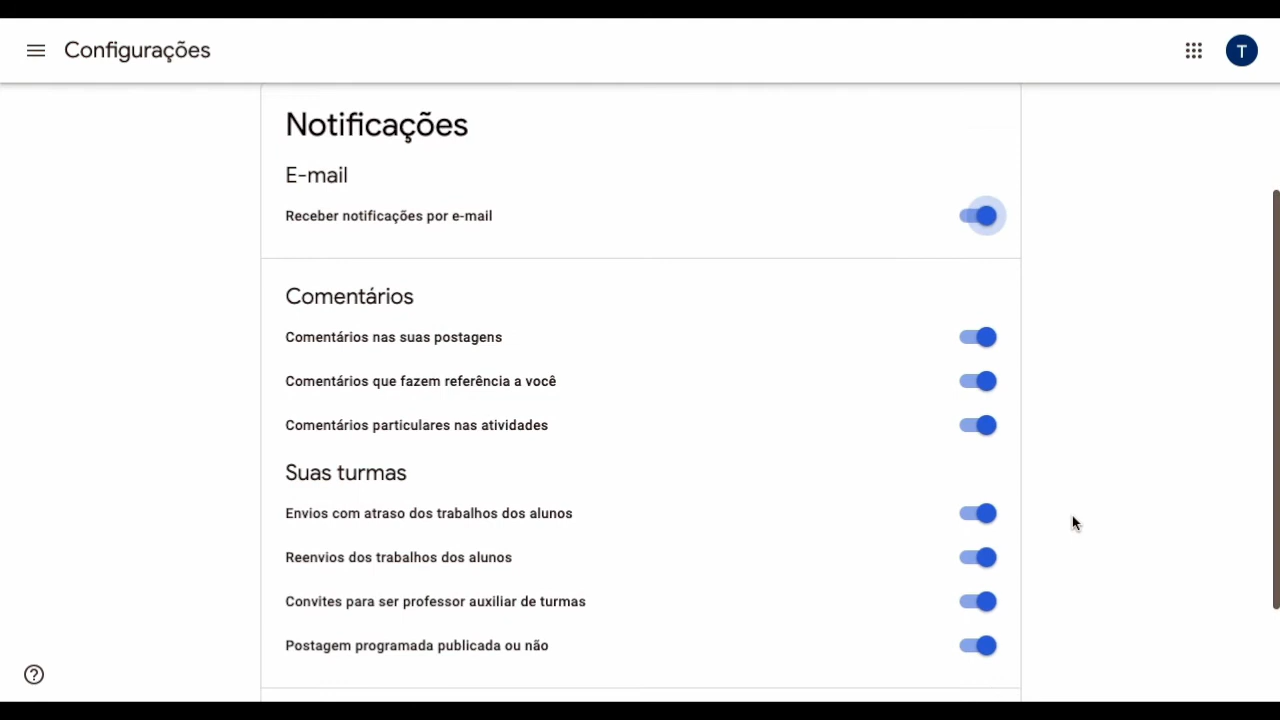 Configurações
T
Notificações
E-mail
Receber notificações por e-mail
Comentários
Comentários nas suas postagens
Comentários que fazem referência a você
Comentários particulares nas atividades
Suas turmas
Envios com atraso dos trabalhos dos alunos
Reenvios dos trabalhos dos alunos
Convites para ser professor auxiliar de turmas
Postagem programada publicada ou não